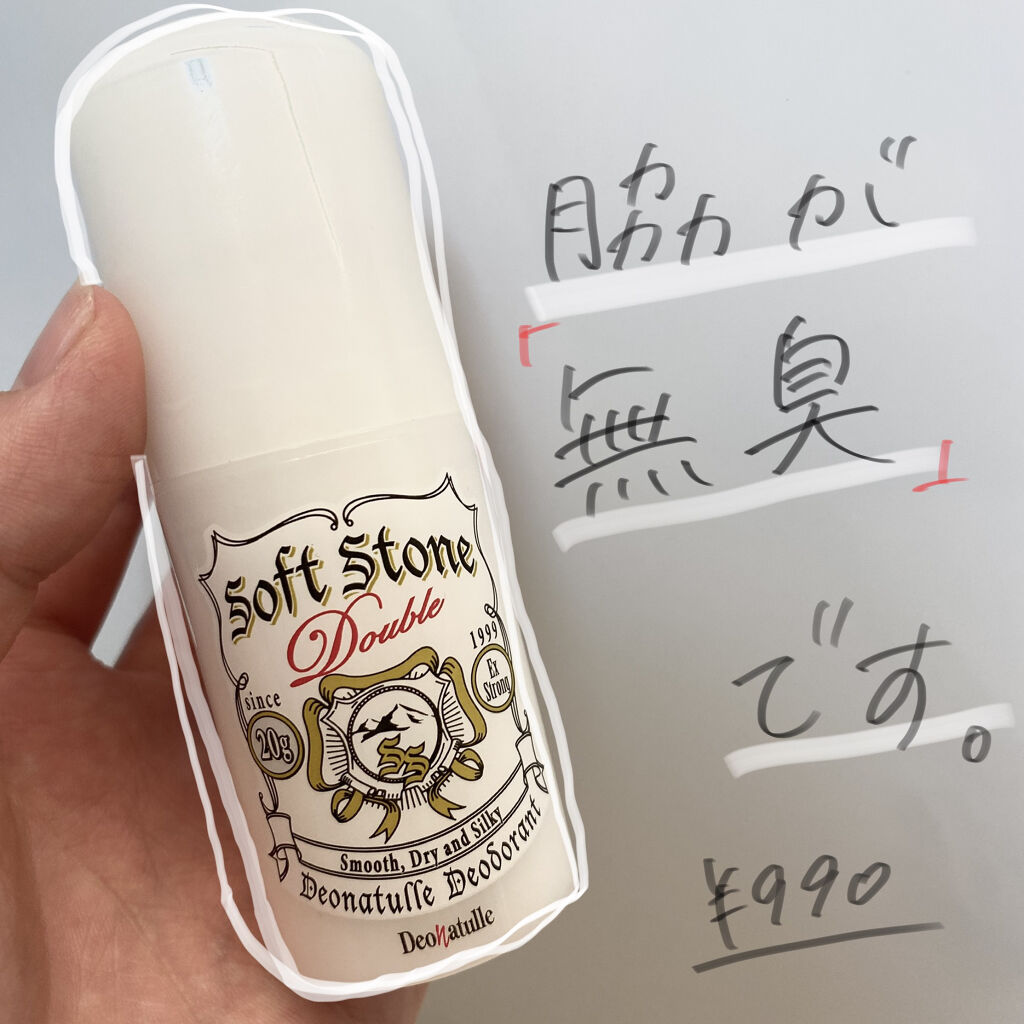 脇が
「無臭」
です。
¥990
Soft Stone
Double
since
1999
20g
Ex
Strong
SS
Smooth, Dry and Silky
Deonatulle Deodorant
Deonatulle